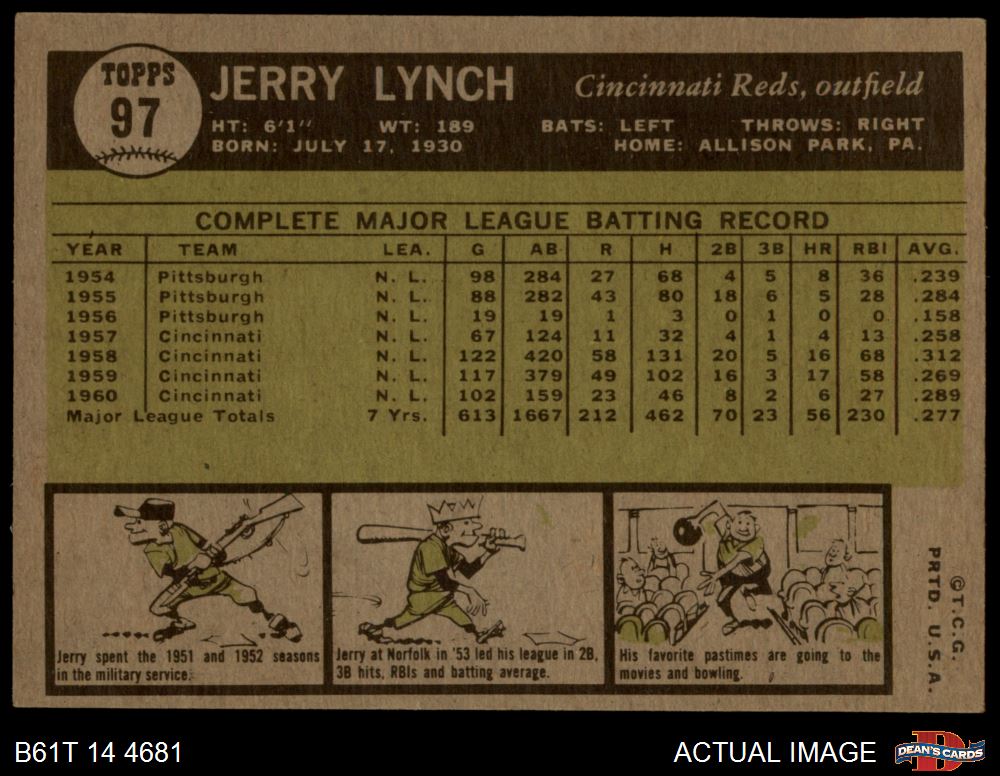 TOPPS
97
JERRY LYNCH
Cincinnati Reds, outfield
HT: 6'1" WT: 189 BATS: LEFT THROWS: RIGHT
BORN: JULY 17, 1930 HOME: ALLISON PARK, PA.
COMPLETE MAJOR LEAGUE BATTING RECORD
YEAR TEAM LEA. G AB R H 2B 3B HR RBI AVG.
1954 Pittsburgh N. L. 98 284 27 68 4 5 8 36 .239
1955 Pittsburgh N. L. 88 282 43 80 18 6 5 28 .284
1956 Pittsburgh N. L. 19 19 1 3 0 1 0 0 .158
1957 Cincinnati N. L. 67 124 11 32 4 1 4 13 .258
1958 Cincinnati N. L. 122 420 58 131 20 5 16 68 .312
1959 Cincinnati N. L. 117 379 49 102 16 3 17 58 .269
1960 Cincinnati N. L. 102 159 23 46 8 2 6 27 .289
Major League Totals 7 Yrs. 613 1667 212 462 70 23 56 230 .277
Jerry spent the 1951 and 1952 seasons
in the military service.
Jerry at Norfolk in '53 led his league in 2B,
3B hits, RBIs and batting average.
His favorite pastimes are going to the
movies and bowling.
©T.C.G.
PRTD. U.S.A.
B61T 14 4681
ACTUAL IMAGE
D
DEAN'S CARDS